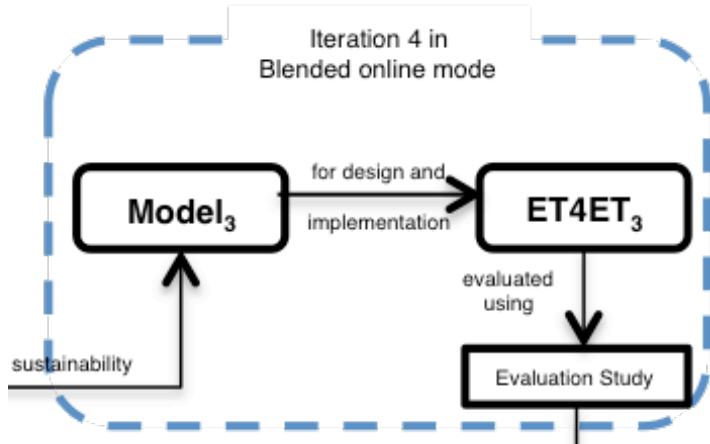 Iteration 4 in
Blended online mode
for design and
Model₃
ET4ET₃
implementation
evaluated
using
sustainability
Evaluation Study